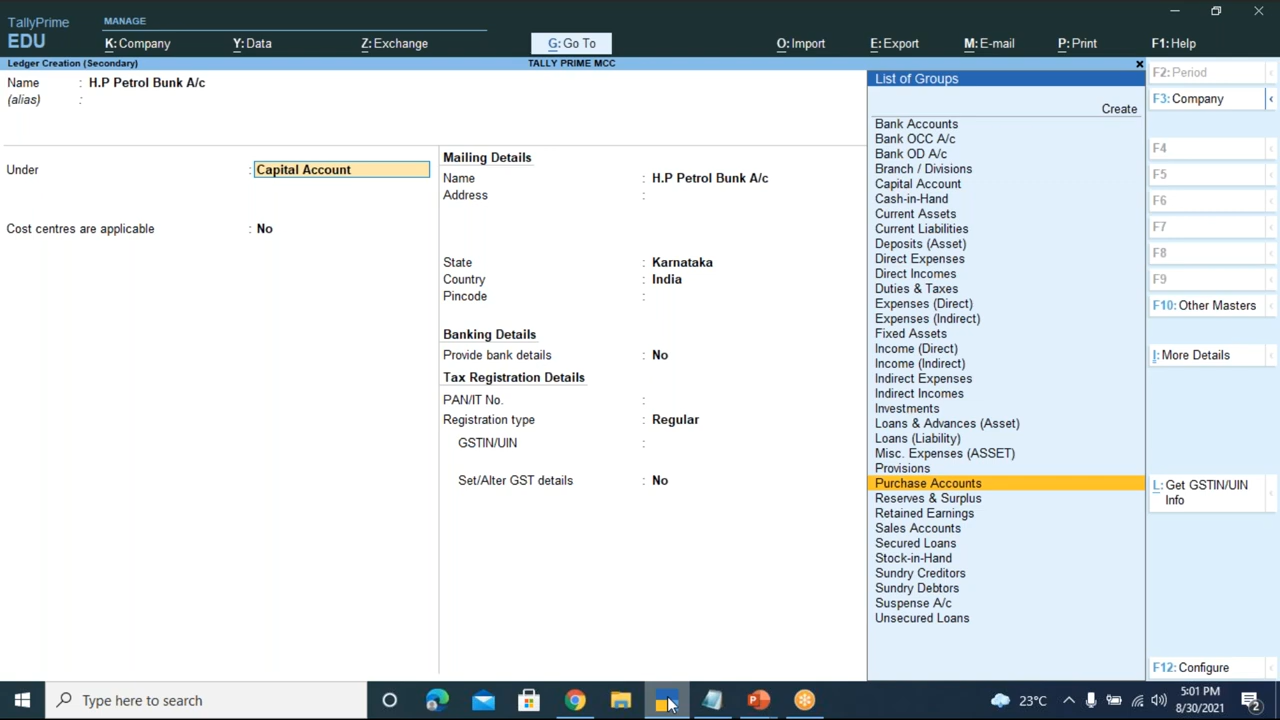 TallyPrime
EDU
MANAGE
K: Company
Y: Data
Z: Exchange
G: Go To
O: Import
E: Export
M: E-mail
P: Print
F1: Help
Ledger Creation (Secondary)
TALLY PRIME MCC
Name : H.P Petrol Bunk A/c
(alias) :
Under : Capital Account
Cost centres are applicable : No
Mailing Details
Name : H.P Petrol Bunk A/c
Address :
State : Karnataka
Country : India
Pincode :
Banking Details
Provide bank details : No
Tax Registration Details
PAN/IT No. :
Registration type : Regular
GSTIN/UIN :
Set/Alter GST details : No
List of Groups
Create
Bank Accounts
Bank OCC A/c
Bank OD A/c
Branch / Divisions
Capital Account
Cash-in-Hand
Current Assets
Current Liabilities
Deposits (Asset)
Direct Expenses
Direct Incomes
Duties & Taxes
Expenses (Direct)
Expenses (Indirect)
Fixed Assets
Income (Direct)
Income (Indirect)
Indirect Expenses
Indirect Incomes
Investments
Loans & Advances (Asset)
Loans (Liability)
Misc. Expenses (ASSET)
Provisions
Purchase Accounts
Reserves & Surplus
Retained Earnings
Sales Accounts
Secured Loans
Stock-in-Hand
Sundry Creditors
Sundry Debtors
Suspense A/c
Unsecured Loans
F2: Period
F3: Company
F4
F5
F6
F7
F8
F9
F10: Other Masters
I: More Details
L: Get GSTIN/UIN
Info
F12: Configure
Type here to search
23°C
5:01 PM
8/30/2021
2